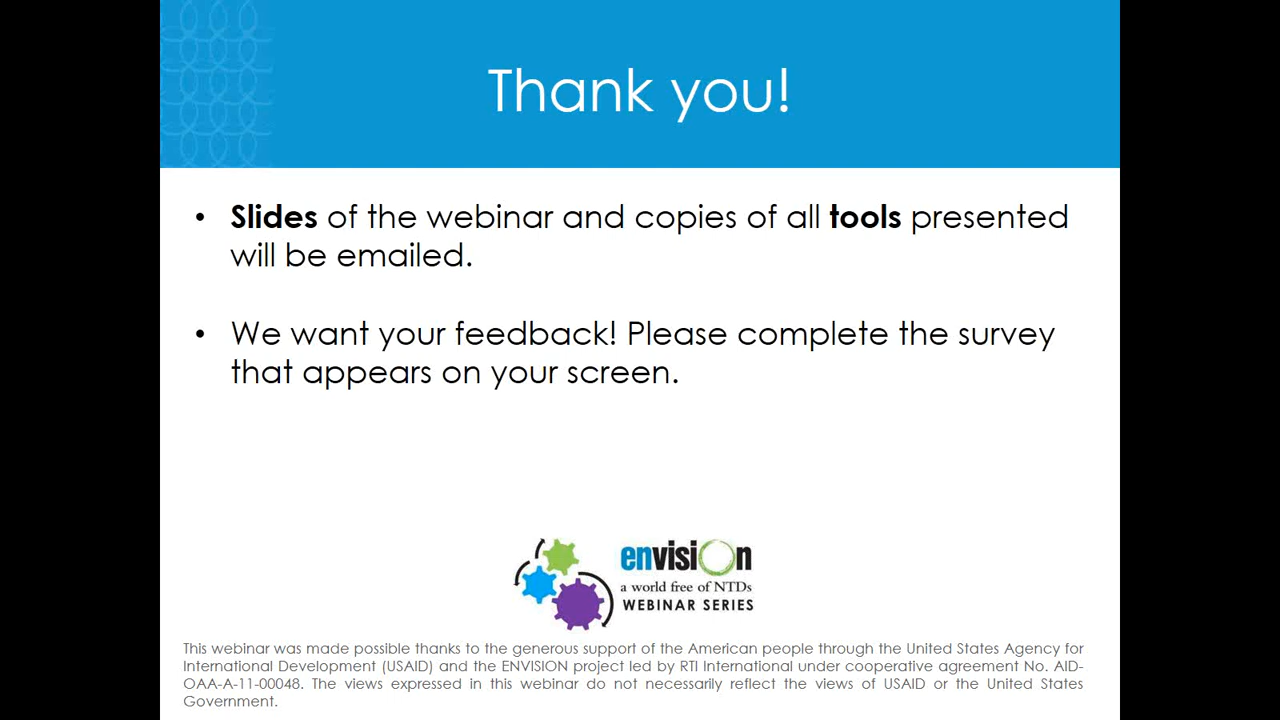 Thank you!
• Slides of the webinar and copies of all tools presented
will be emailed.
• We want your feedback! Please complete the survey
that appears on your screen.
envision
a world free of NTDs
WEBINAR SERIES
This webinar was made possible thanks to the generous support of the American people through the United States Agency for
International Development (USAID) and the ENVISION project led by RTI International under cooperative agreement No. AID-
OAA-A-11-00048. The views expressed in this webinar do not necessarily reflect the views of USAID or the United States
Government.